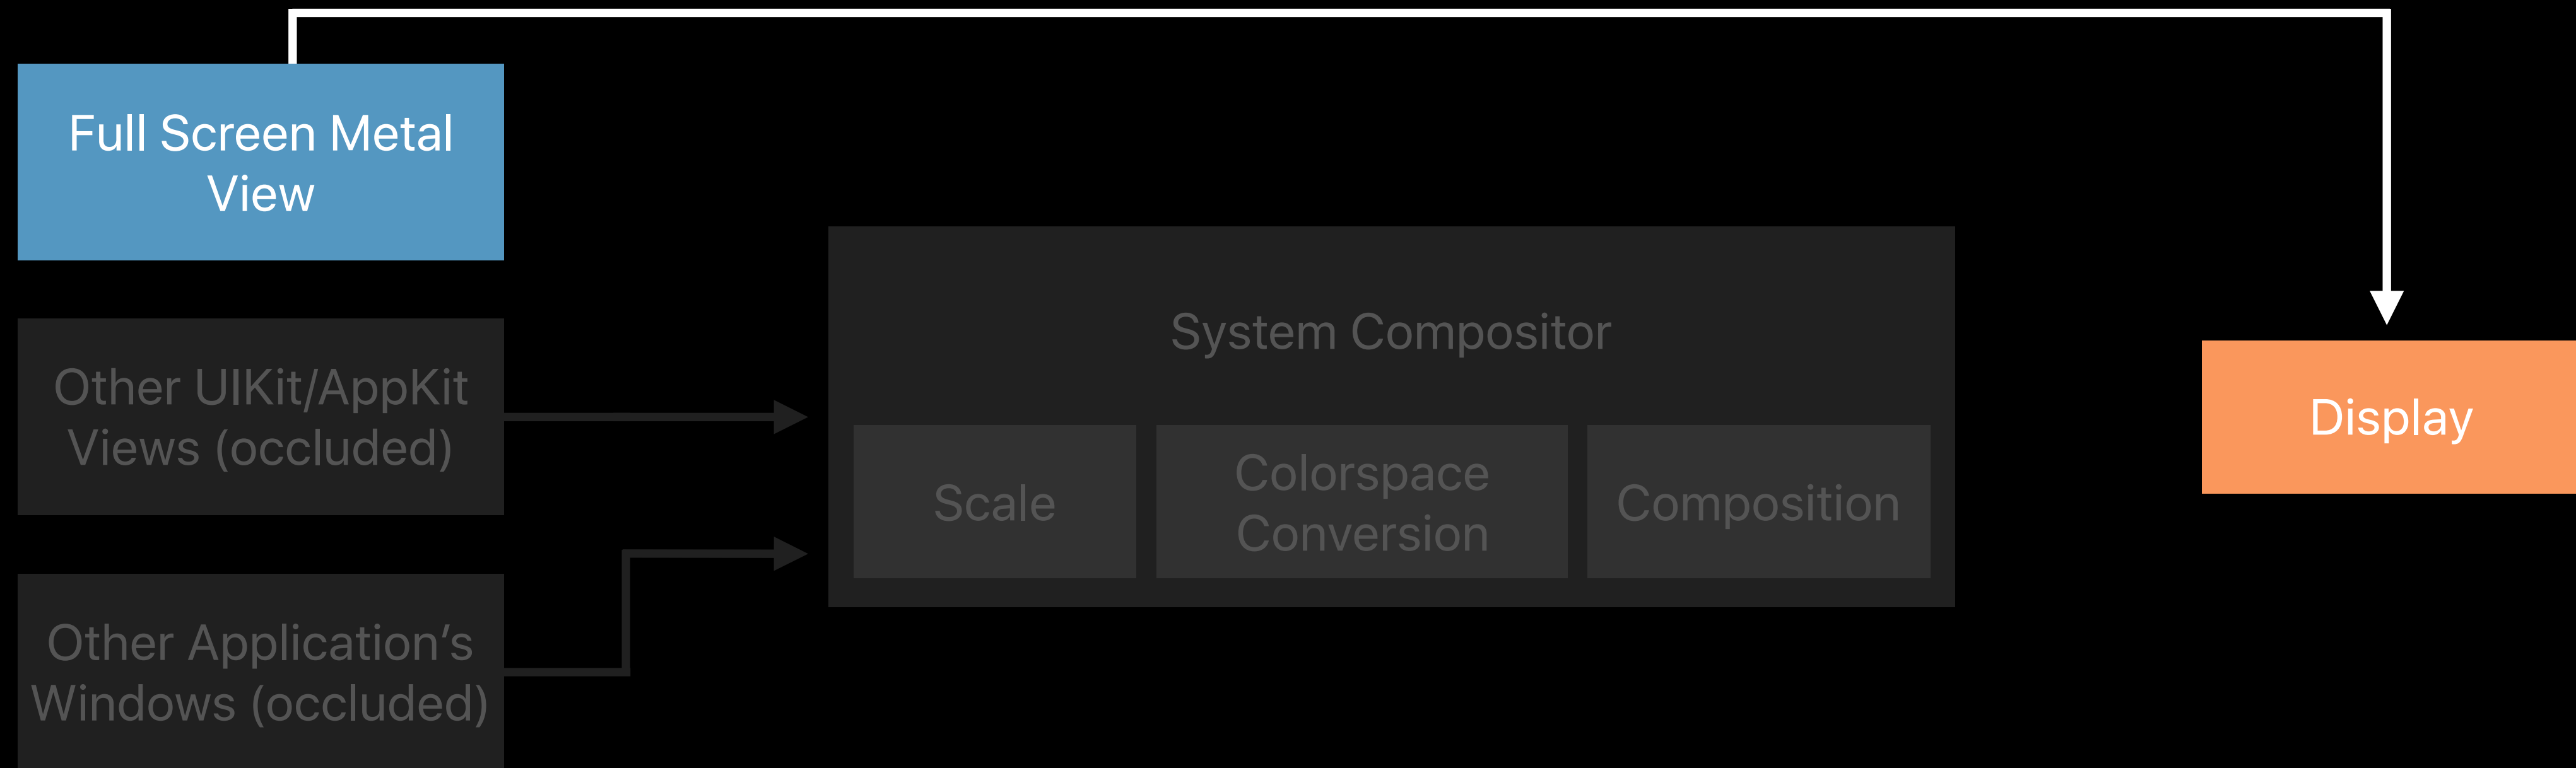 Full Screen Metal
View
Other UIKit/AppKit
Views (occluded)
Other Application’s
Windows (occluded)
System Compositor
Scale
Colorspace
Conversion
Composition
Display